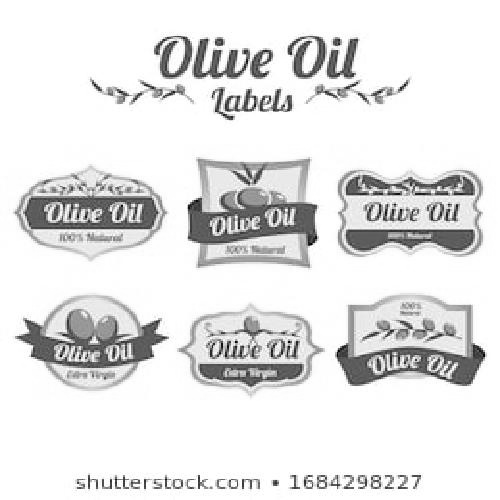 Olive Oil
Labels
Olive Oil
100% Natural
Olive Oil
100% Natural
Olive Oil
100% Natural
Olive Oil
Extra Virgin
Olive Oil
Extra Virgin
100%
Natural
Olive Oil
shutterstock.com • 1684298227